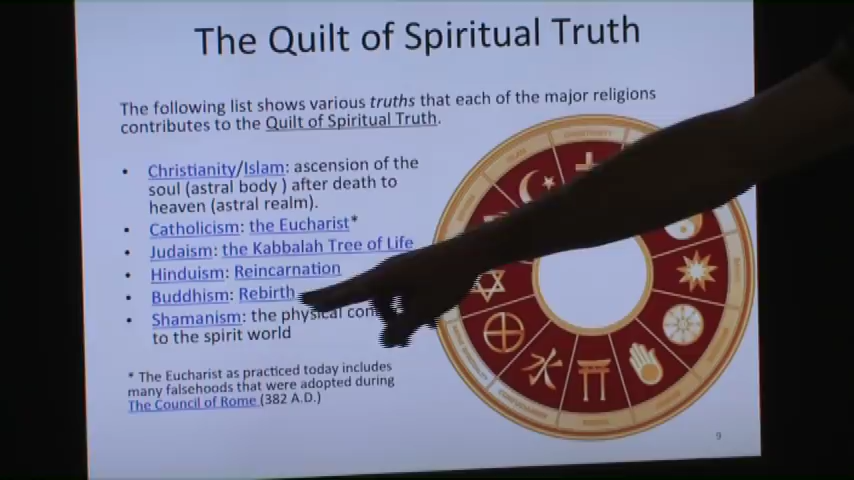 The Quilt of Spiritual Truth
The following list shows various truths that each of the major religions
contributes to the Quilt of Spiritual Truth.
• Christianity/Islam: ascension of the
soul (astral body ) after death to
heaven (astral realm).
• Catholicism: the Eucharist*
• Judaism: the Kabbalah Tree of Life
• Hinduism: Reincarnation
• Buddhism: Rebirth
• Shamanism: the physical
to the spirit world
* The Eucharist as practiced today includes
many falsehoods that were adopted during
The Council of Rome (382 A.D.)
9